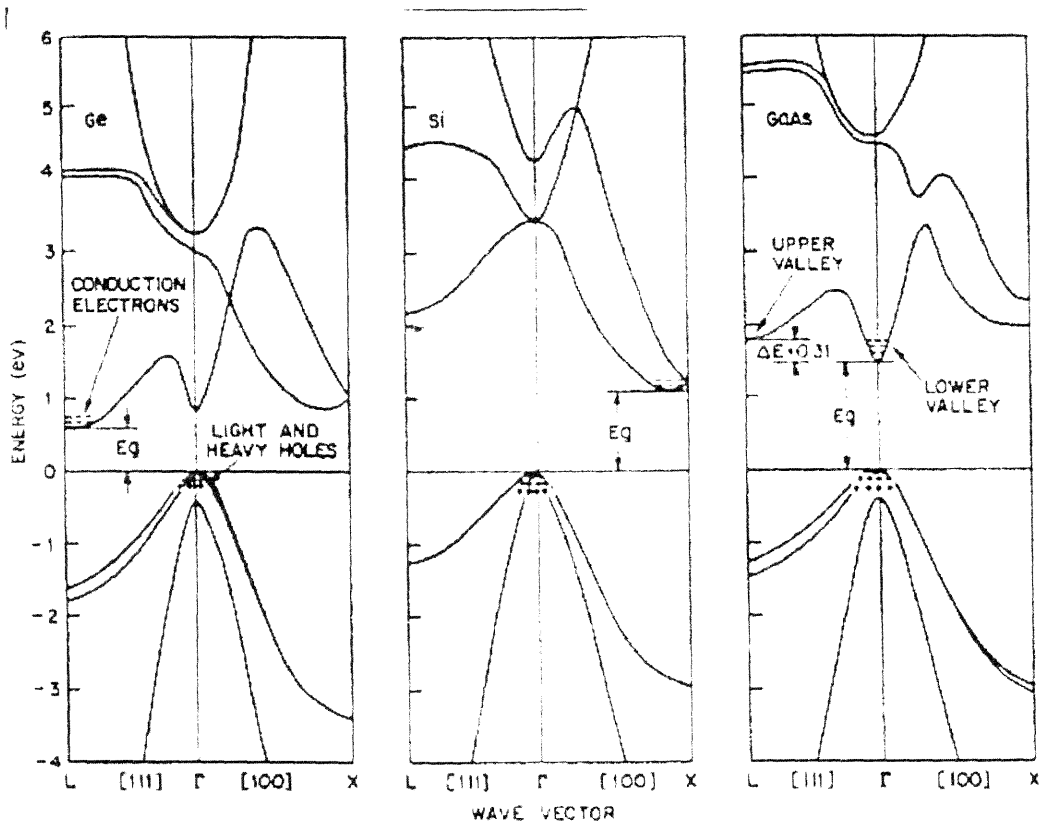 6
5
4
3
2
1
0
-1
-2
-3
-4
ENERGY (eV)
Ge
CONDUCTION
ELECTRONS
Eg
LIGHT AND
HEAVY HOLES
L [111] Γ [100] X
Si
Eg
L [111] Γ [100] X
GaAs
UPPER
VALLEY
ΔE=0.31
LOWER
VALLEY
Eg
L [111] Γ [100] X
WAVE VECTOR